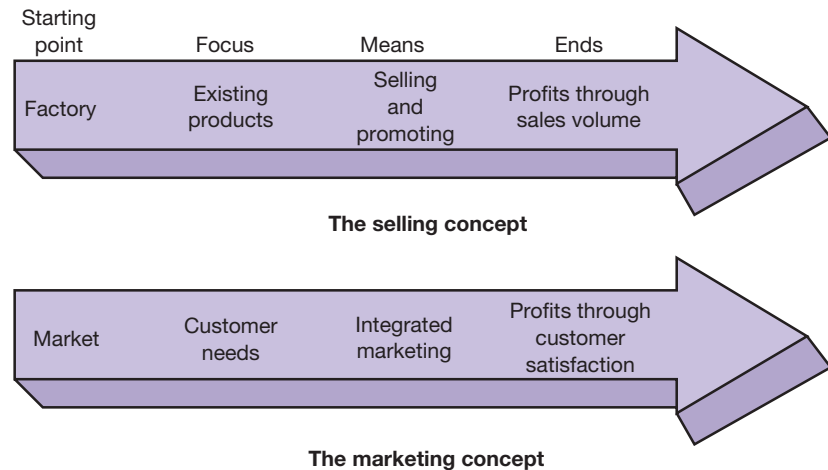 Starting
point
Focus
Means
Ends
Factory
Existing
products
Selling
and
promoting
Profits through
sales volume
The selling concept
Market
Customer
needs
Integrated
marketing
Profits through
customer
satisfaction
The marketing concept